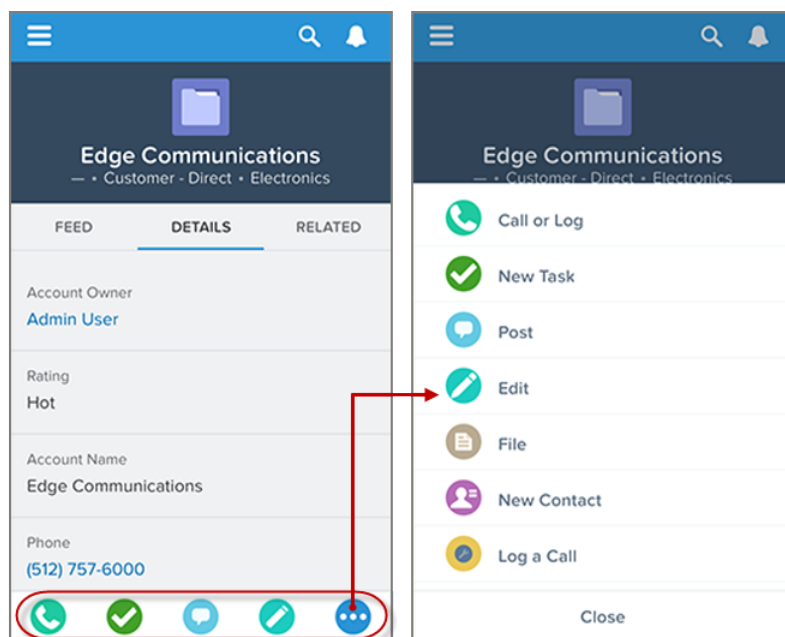 Edge Communications
— • Customer - Direct • Electronics
FEED DETAILS RELATED
Account Owner
Admin User
Rating
Hot
Account Name
Edge Communications
Phone
(512) 757-6000
Edge Communications
— • Customer - Direct • Electronics
Call or Log
New Task
Post
Edit
File
New Contact
Log a Call
Close